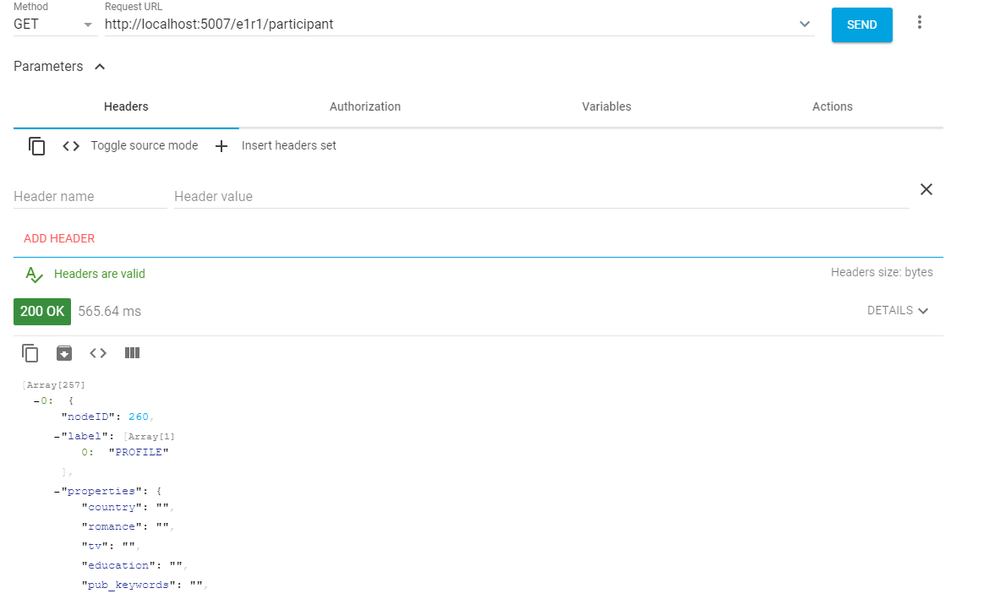 Method
Request URL
GET
http://localhost:5007/e1r1/participant
SEND
Parameters
Headers
Authorization
Variables
Actions
Toggle source mode
Insert headers set
Header name
Header value
ADD HEADER
Headers are valid
Headers size: bytes
200 OK
565.64 ms
DETAILS
[Array[257]
–0: {
"nodeID": 260,
–"label": [Array[1]
0: "PROFILE"
],
–"properties": {
"country": "",
"romance": "",
"tv": "",
"education": "",
"pub_keywords": "",